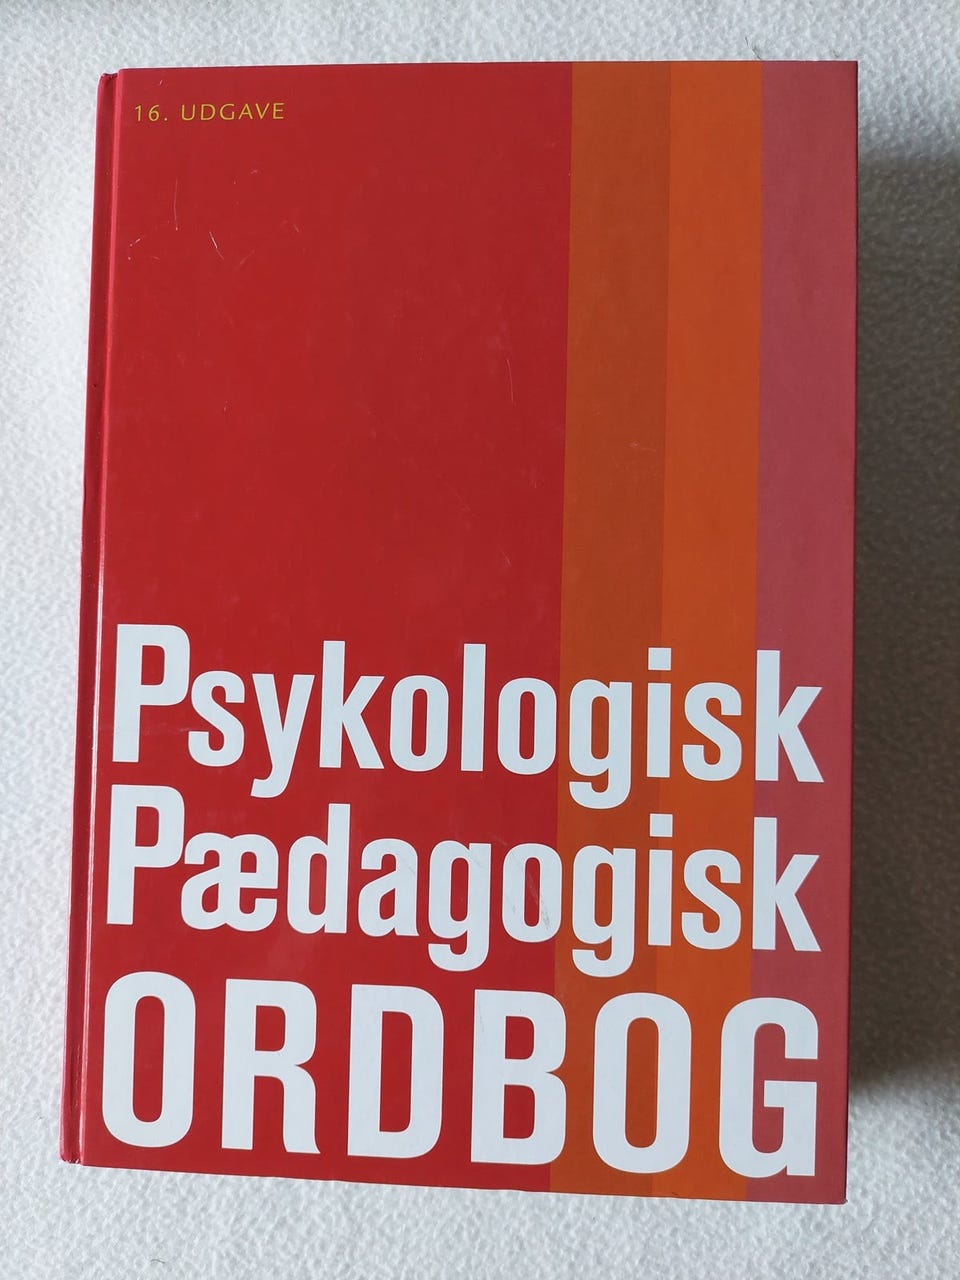 16. UDGAVE
Psykologisk
Pædagogisk
ORDBOG